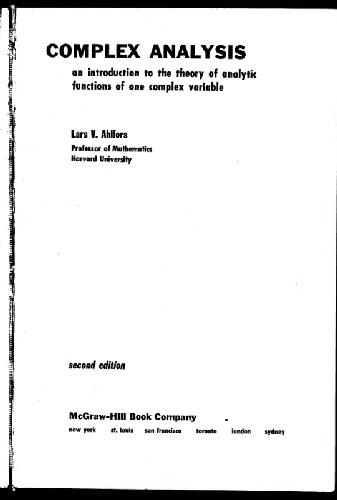 COMPLEX ANALYSIS
an introduction to the theory of analytic
functions of one complex variable
Lars V. Ahlfors
Professor of Mathematics
Harvard University
second edition
McGraw-Hill Book Company
new york st. louis san francisco toronto london sydney